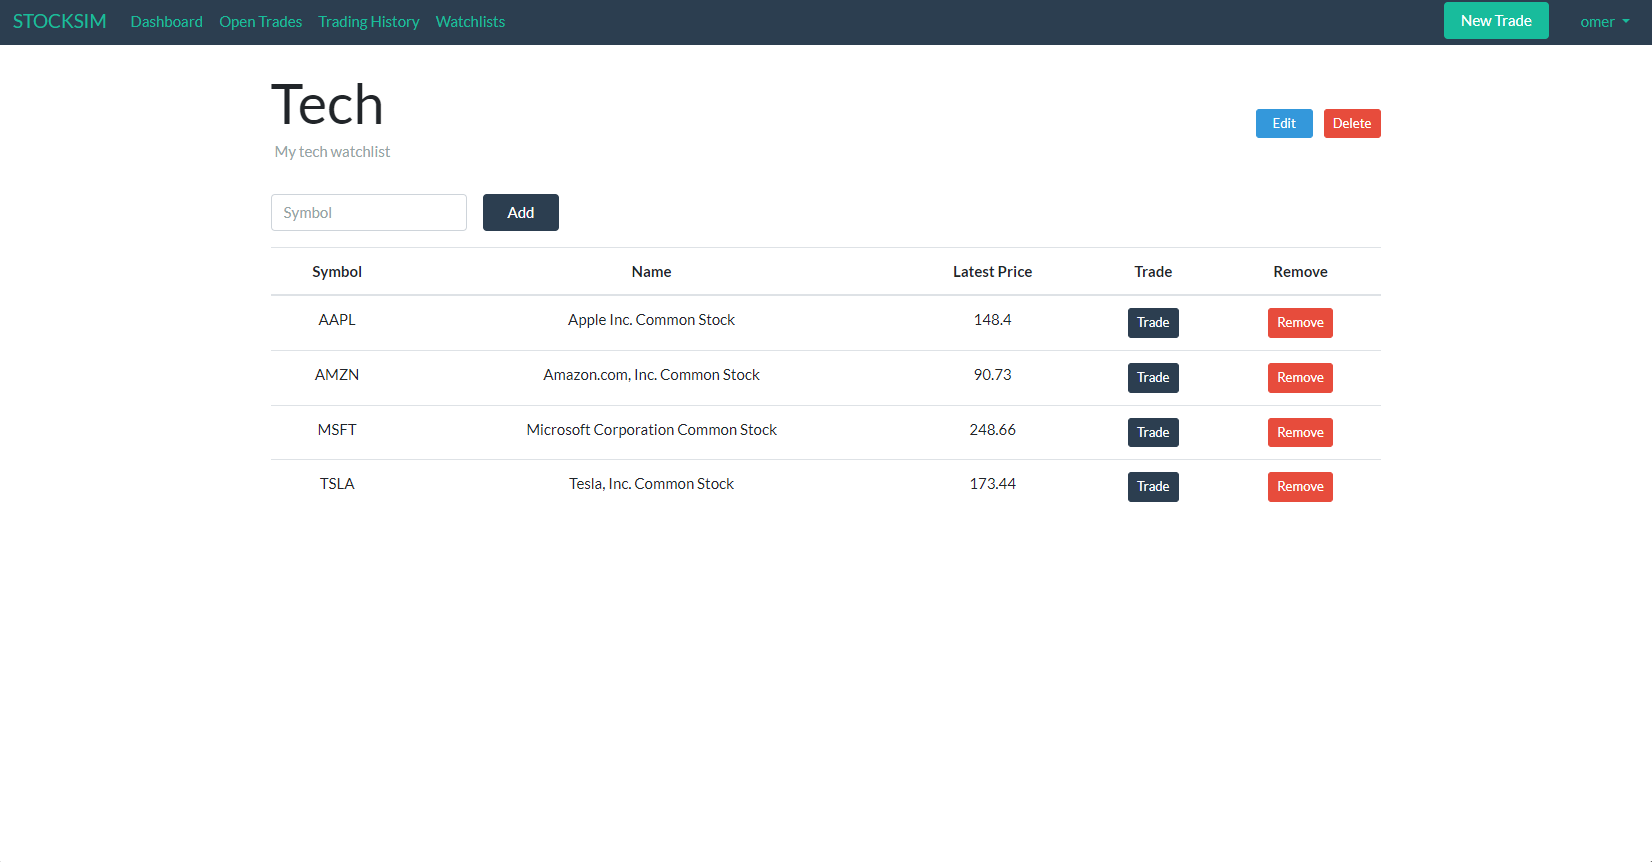 STOCKSIM Dashboard Open Trades Trading History Watchlists New Trade omer
Tech
Edit Delete
My tech watchlist
Symbol Add
Symbol Name Latest Price Trade Remove
AAPL Apple Inc. Common Stock 148.4 Trade Remove
AMZN Amazon.com, Inc. Common Stock 90.73 Trade Remove
MSFT Microsoft Corporation Common Stock 248.66 Trade Remove
TSLA Tesla, Inc. Common Stock 173.44 Trade Remove